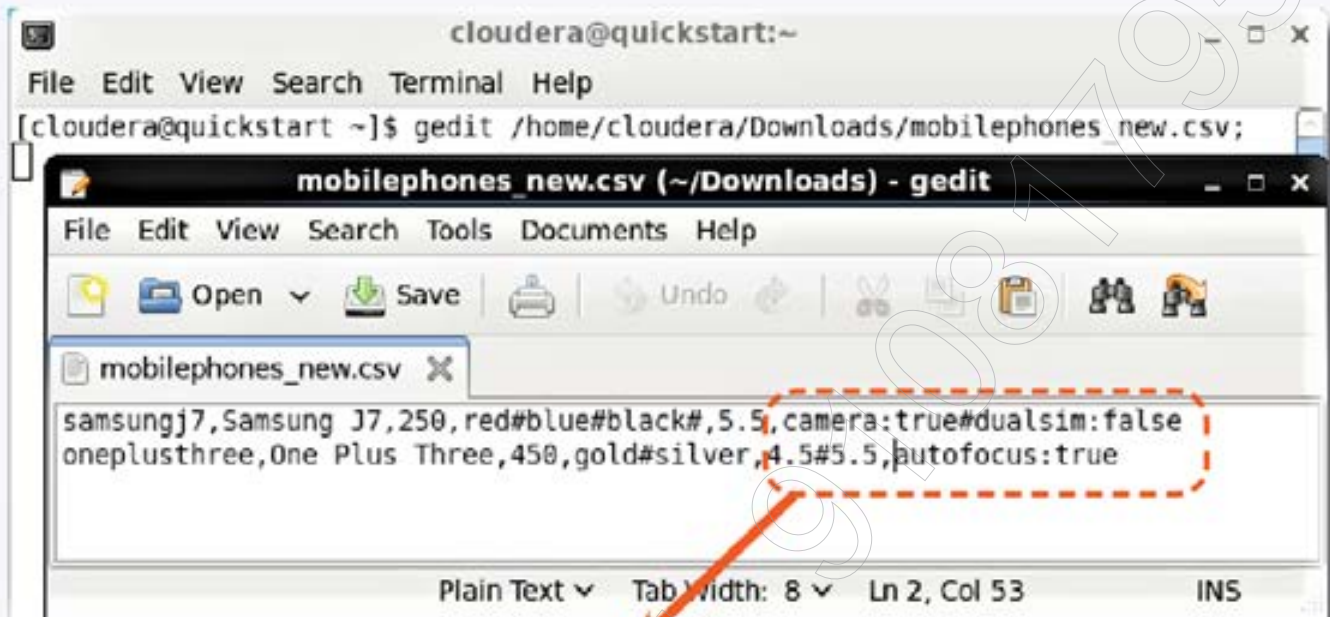 cloudera@quickstart:~
File Edit View Search Terminal Help
[cloudera@quickstart ~]$ gedit /home/cloudera/Downloads/mobilephones_new.csv;
mobilephones_new.csv (~/Downloads) - gedit
File Edit View Search Tools Documents Help
Open Save Undo
mobilephones_new.csv
samsungj7,Samsung J7,250,red#blue#black#,5.5,camera:true#dualsim:false
oneplusthree,One Plus Three,450,gold#silver,4.5#5.5,autofocus:true
Plain Text Tab Width: 8 Ln 2, Col 53 INS